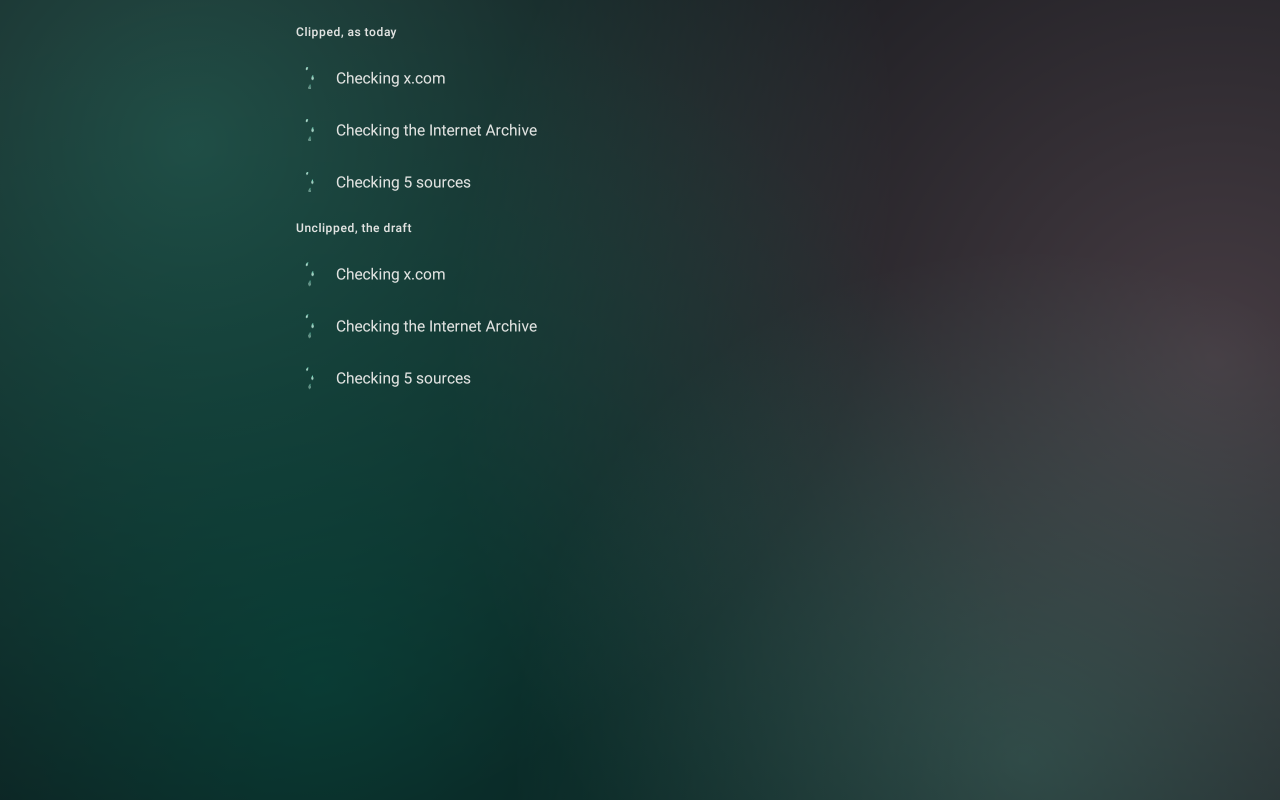 Clipped, as today
Checking x.com
Checking the Internet Archive
Checking 5 sources
Unclipped, the draft
Checking x.com
Checking the Internet Archive
Checking 5 sources